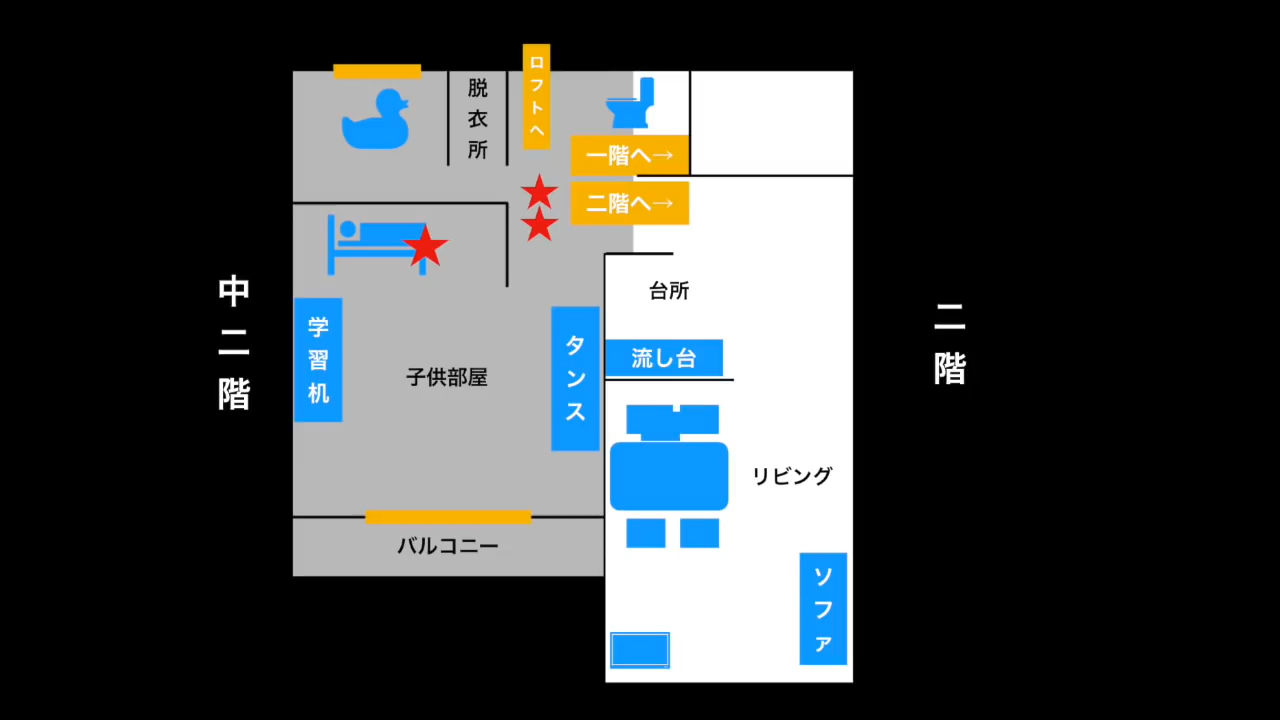 ロフトへ
脱衣所
一階へ→
二階へ→
中二階
台所
二階
学習机
タンス
流し台
子供部屋
リビング
バルコニー
ソファ